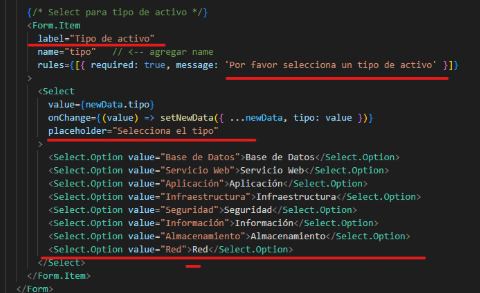 {/* Select para tipo de activo */}
<Form.Item
label="Tipo de activo"
name="tipo"   // <-- agregar name
rules={[{ required: true, message: 'Por favor selecciona un tipo de activo' }]}
>
<Select
value={newData.tipo}
onChange={(value) => setNewData({ ...newData, tipo: value })}
placeholder="Selecciona el tipo"
>
<Select.Option value="Base de Datos">Base de Datos</Select.Option>
<Select.Option value="Servicio Web">Servicio Web</Select.Option>
<Select.Option value="Aplicación">Aplicación</Select.Option>
<Select.Option value="Infraestructura">Infraestructura</Select.Option>
<Select.Option value="Seguridad">Seguridad</Select.Option>
<Select.Option value="Información">Información</Select.Option>
<Select.Option value="Almacenamiento">Almacenamiento</Select.Option>
<Select.Option value="Red">Red</Select.Option>
</Select>
</Form.Item>
</Form>